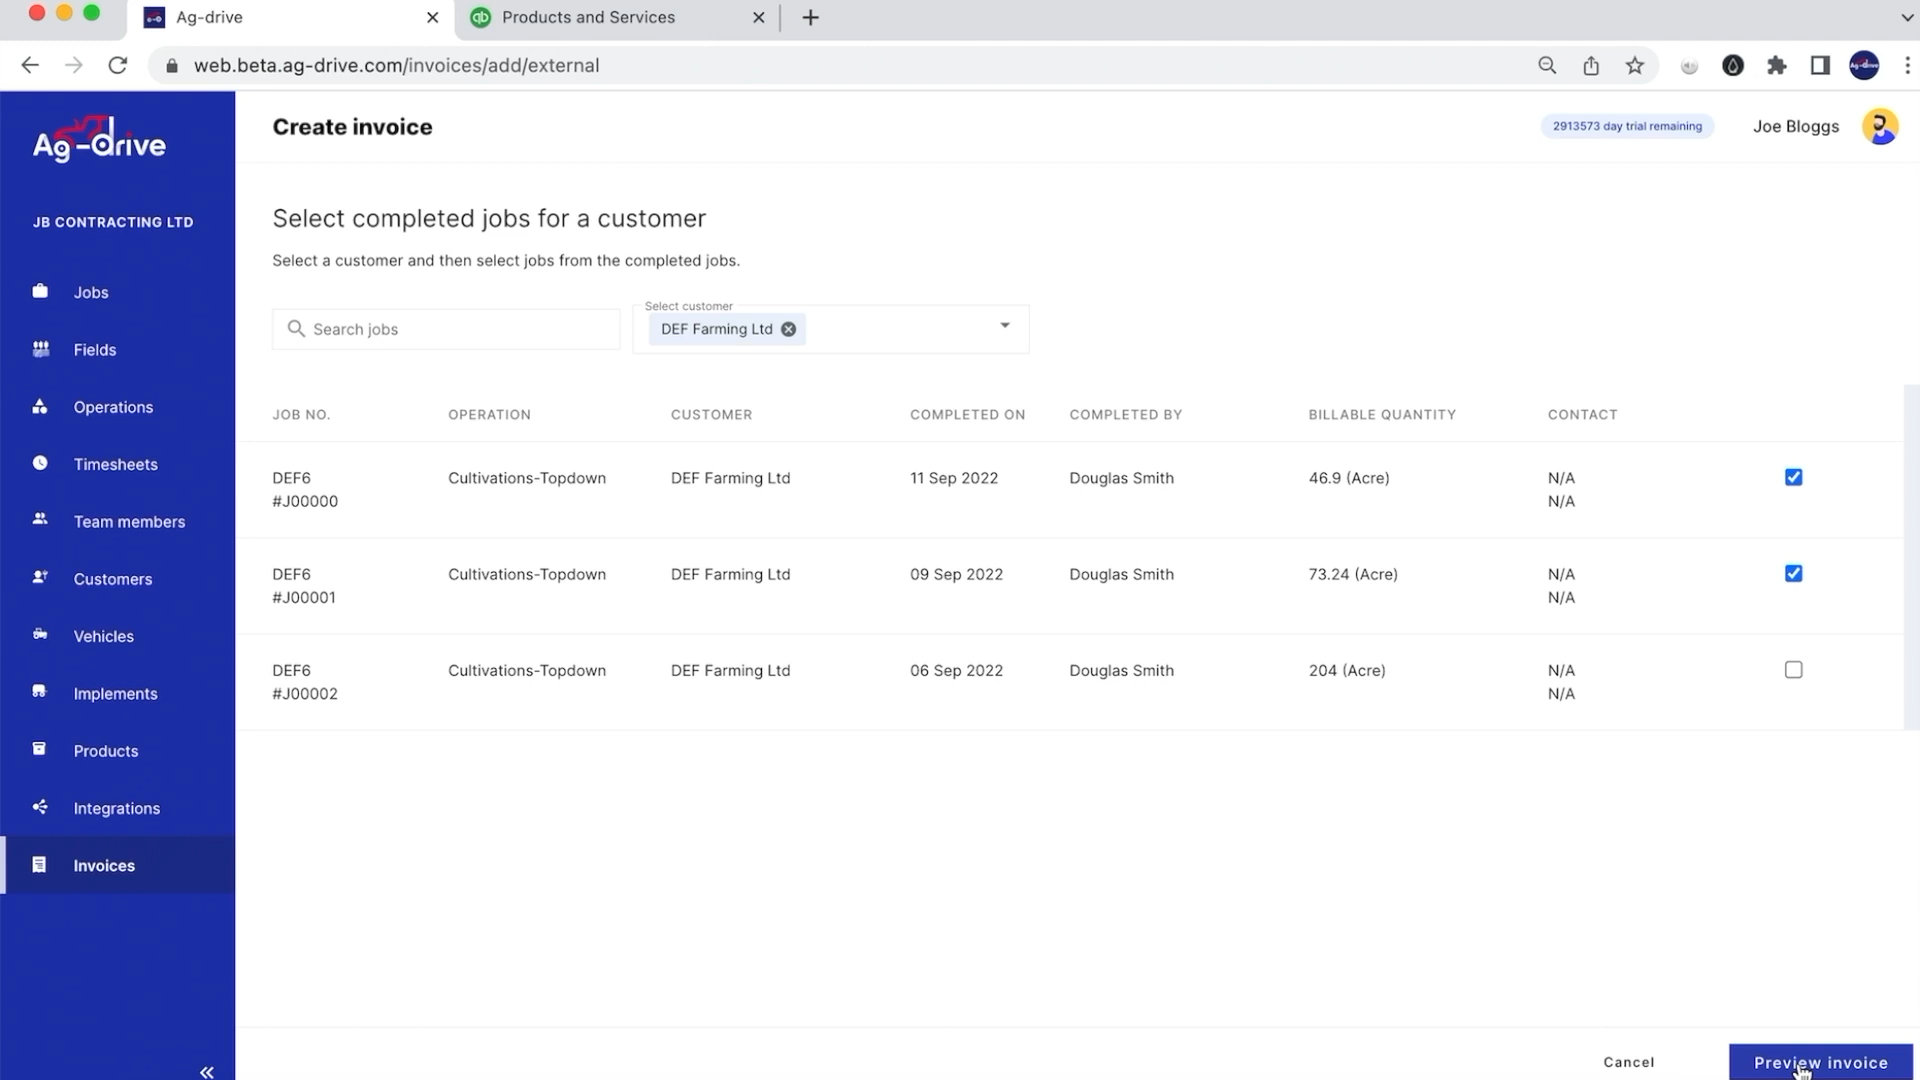 Ag-drive
Products and Services
web.beta.ag-drive.com/invoices/add/external
Ag-drive
Ag-drive
Create invoice
2913573 day trial remaining
Joe Bloggs
JB CONTRACTING LTD
Jobs
Fields
Operations
Timesheets
Team members
Customers
Vehicles
Implements
Products
Integrations
Invoices
Select completed jobs for a customer
Select a customer and then select jobs from the completed jobs.
Search jobs
Select customer
DEF Farming Ltd
JOB NO. OPERATION CUSTOMER COMPLETED ON COMPLETED BY BILLABLE QUANTITY CONTACT
DEF6 Cultivations-Topdown DEF Farming Ltd 11 Sep 2022 Douglas Smith 46.9 (Acre) N/A
#J00000 N/A
DEF6 Cultivations-Topdown DEF Farming Ltd 09 Sep 2022 Douglas Smith 73.24 (Acre) N/A
#J00001 N/A
DEF6 Cultivations-Topdown DEF Farming Ltd 06 Sep 2022 Douglas Smith 204 (Acre) N/A
#J00002 N/A
Cancel
Preview invoice